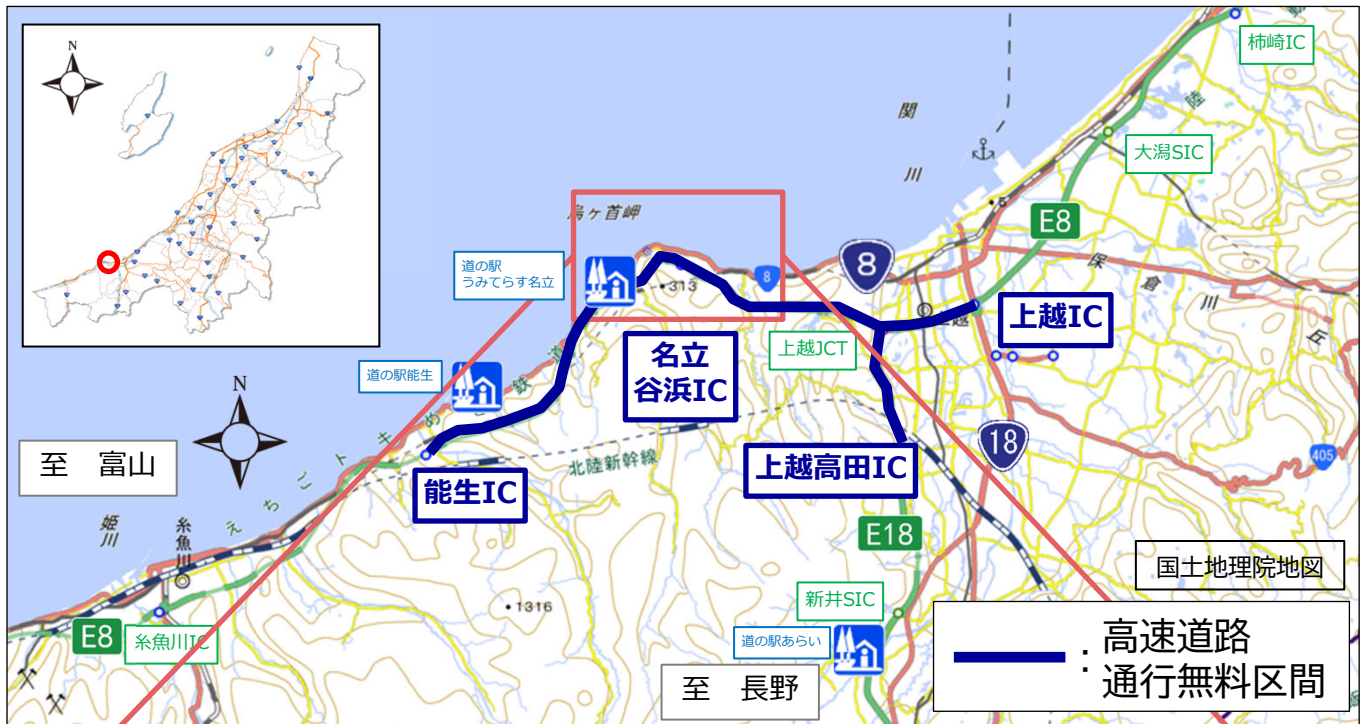 N
柿崎IC
大潟SIC
関
川
E8
陸
鳥ヶ首岬
道の駅
うみてらす名立
8
8
・313
保
倉
川
名立
谷浜IC
上越JCT
上越
上越IC
道の駅能生
えちごトキめき鉄道
N
至 富山
18
405
能生IC
北陸新幹線
上越高田IC
姫川
糸魚川
E18
国土地理院地図
・1316
新井SIC
E8
糸魚川IC
道の駅あらい
至 長野
:
高速道路
通行無料区間